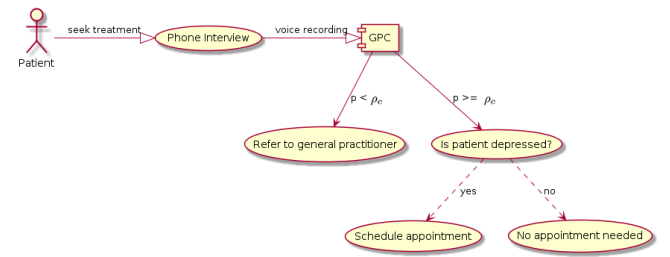 seek treatment
voice recording
Phone Interview
GPC
Patient
p < ρc
p >= ρc
Refer to general practitioner
Is patient depressed?
yes
no
Schedule appointment
No appointment needed